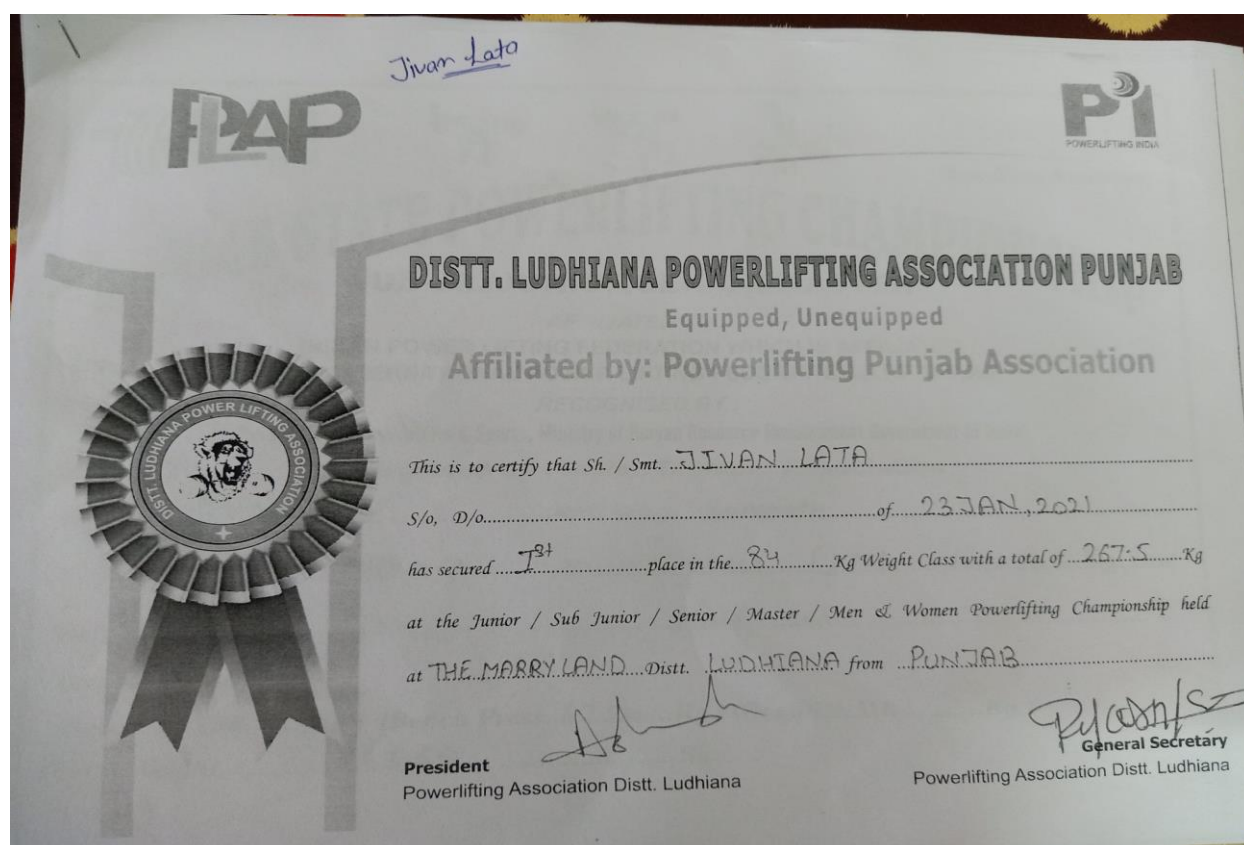 Jivan Lata
PLAP
PI
POWERLIFTING INDIA
DISTT. LUDHIANA POWERLIFTING ASSOCIATION PUNJAB
Equipped, Unequipped
Affiliated by: Powerlifting Punjab Association
DISTT. LUDHIANA POWER LIFTING ASSOCIATION
This is to certify that Sh. / Smt. JIVAN LATA
S/o, D/o of 23 JAN, 2021
has secured Ist place in the 84 Kg Weight Class with a total of 267.5 Kg
at the Junior / Sub Junior / Senior / Master / Men & Women Powerlifting Championship held
at THE MARRY LAND Distt. LUDHIANA from PUNJAB
President
Powerlifting Association Distt. Ludhiana
General Secretary
Powerlifting Association Distt. Ludhiana